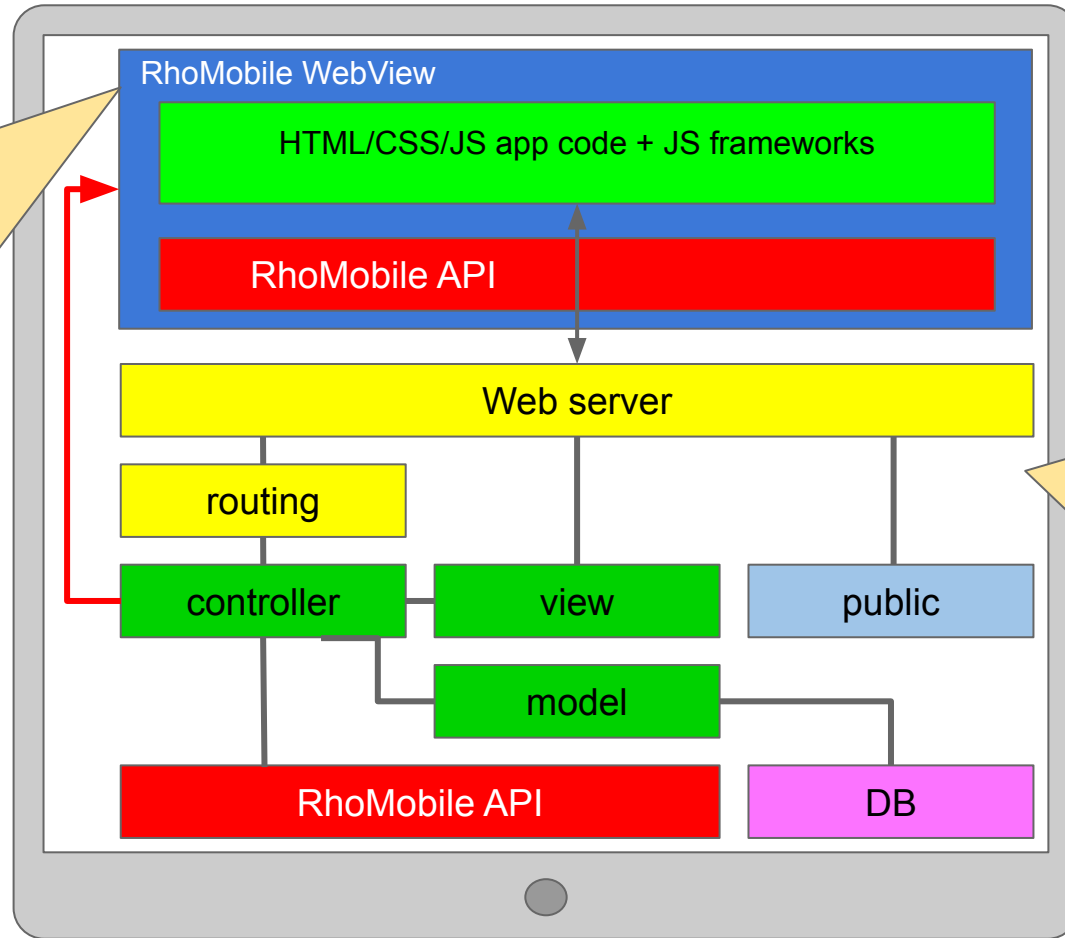 RhoMobile WebView
HTML/CSS/JS app code + JS frameworks
RhoMobile API
Web server
routing
controller
view
public
model
RhoMobile API
DB